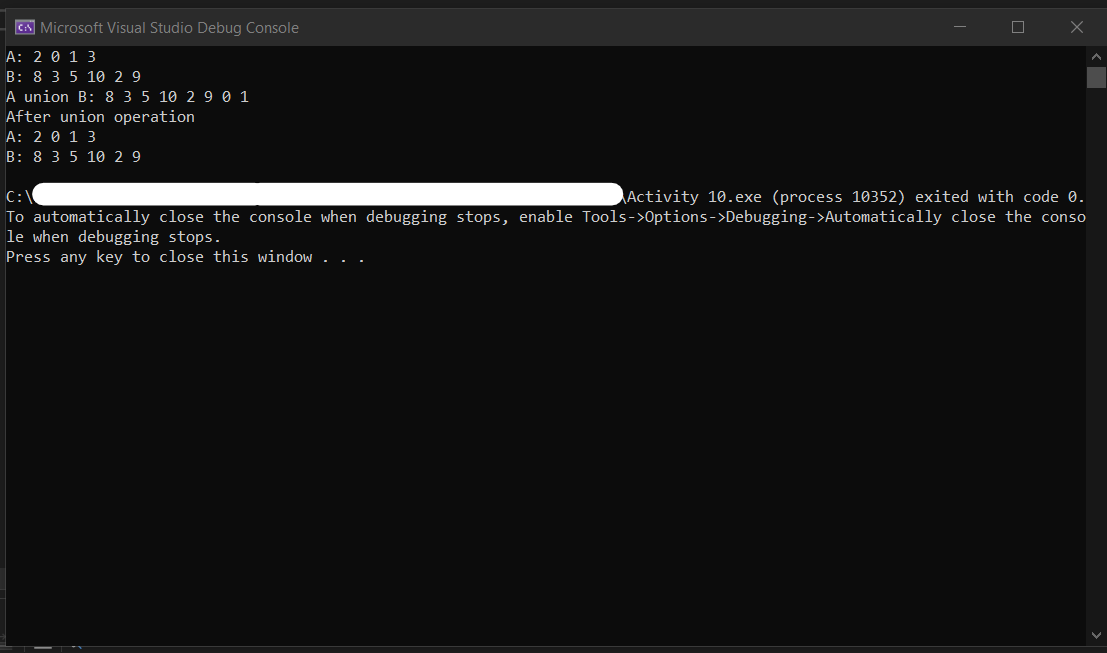 Microsoft Visual Studio Debug Console
A: 2 0 1 3
B: 8 3 5 10 2 9
A union B: 8 3 5 10 2 9 0 1
After union operation
A: 2 0 1 3
B: 8 3 5 10 2 9
C:\ \Activity 10.exe (process 10352) exited with code 0.
To automatically close the console when debugging stops, enable Tools->Options->Debugging->Automatically close the conso
le when debugging stops.
Press any key to close this window . . .